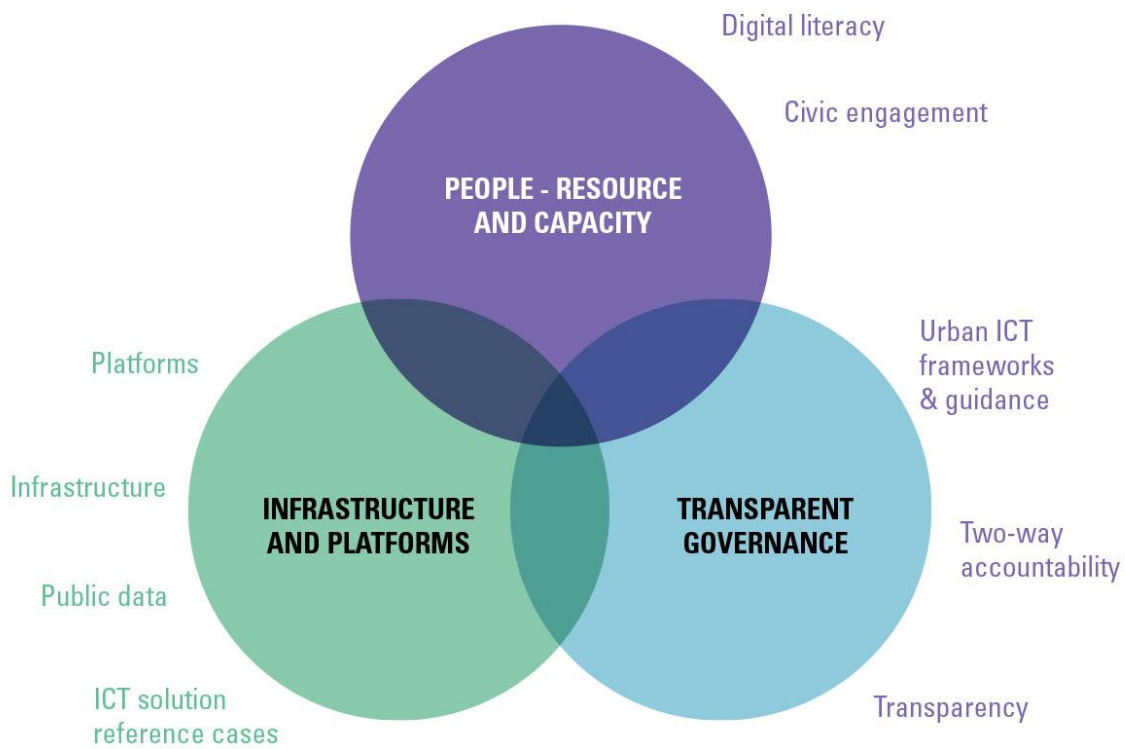 Digital literacy
Civic engagement
PEOPLE - RESOURCE
AND CAPACITY
Platforms
Infrastructure
Public data
ICT solution
reference cases
INFRASTRUCTURE
AND PLATFORMS
TRANSPARENT
GOVERNANCE
Urban ICT
frameworks
& guidance
Two-way
accountability
Transparency